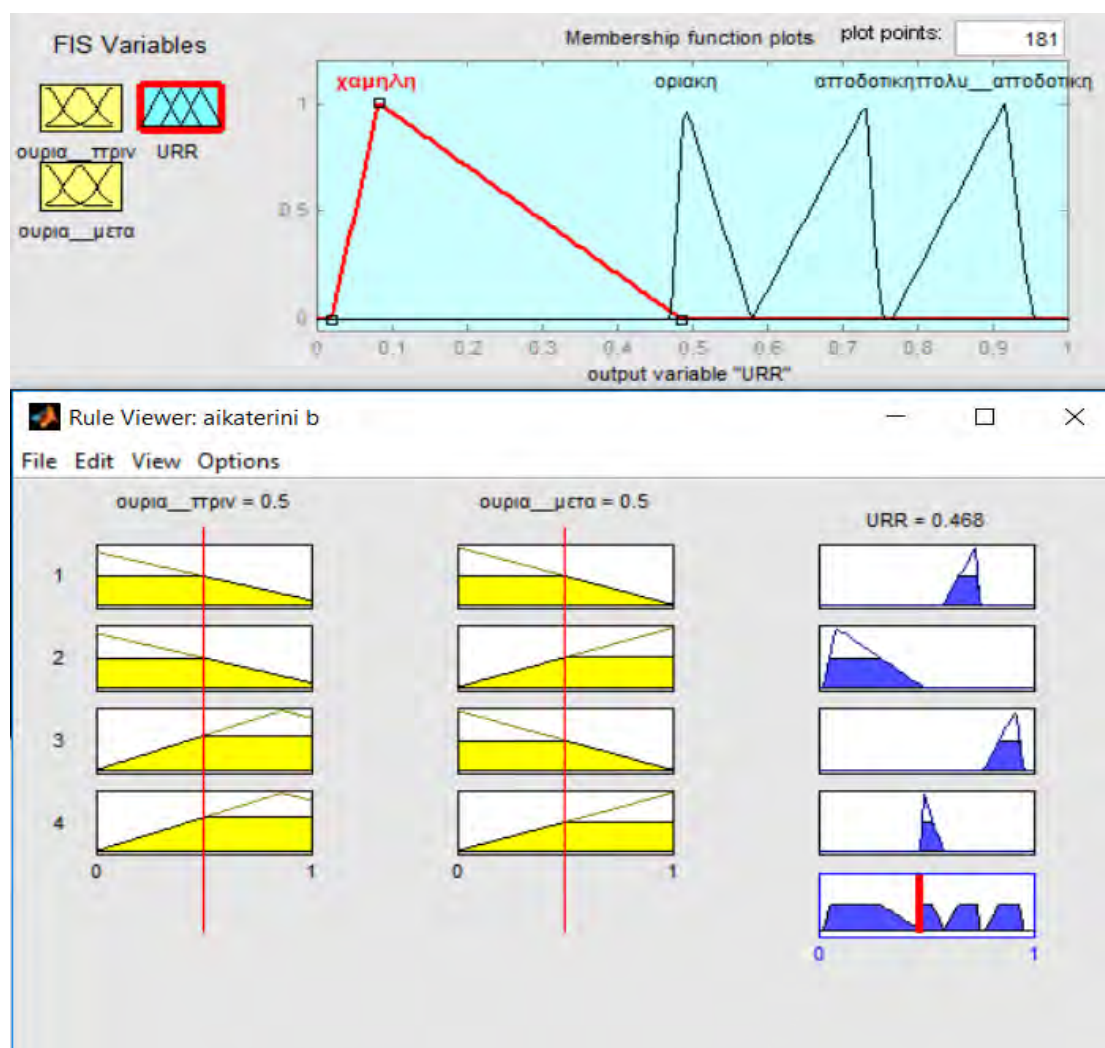 FIS Variables
Membership function plots
plot points:
181
χαμηλη
οριακη
αποδοτικη
πολυ__αποδοτικη
ουρια__πριν
URR
ουρια__μετα
1
0.5
0
0 0.1 0.2 0.3 0.4 0.5 0.6 0.7 0.8 0.9 1
output variable "URR"
Rule Viewer: aikaterini b
File Edit View Options
ουρια__πριν = 0.5
ουρια__μετα = 0.5
URR = 0.468
1
2
3
4
0 1
0 1
0 1